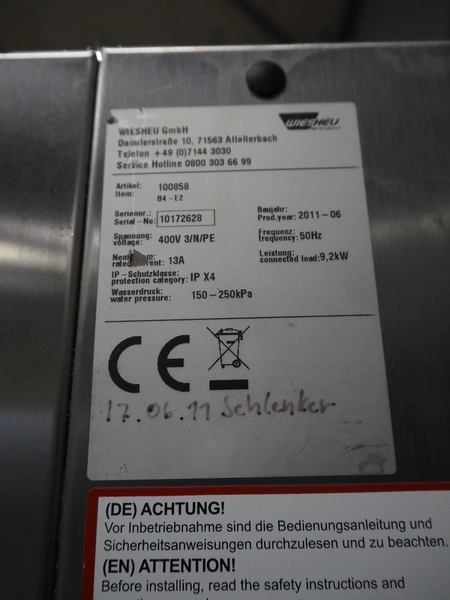 WIESHEU GmbH
Daimlerstraße 10, 71563 Affalterbach
Telefon +49 (0)7144 3030
Service Hotline 0800 303 66 99
WIESHEU
Artikel: 100858
Item: B4-E2
Seriennr.:
Serial-No: 10172628
Baujahr:
Prod.year: 2011-06
Spannung
voltage: 400V 3/N/PE
Frequenz
frequency: 50Hz
rated current: 13A
Leistung:
connected load: 9,2kW
IP-Schutzklasse:
protection category: IP X4
Wasserdruck:
water pressure: 150-250kPa
CE
17.06.11 Schlenker
(DE) ACHTUNG!
Vor Inbetriebnahme sind die Bedienungsanleitung und
Sicherheitsanweisungen durchzulesen und zu beachten.
(EN) ATTENTION!
Before installing, read the safety instructions and